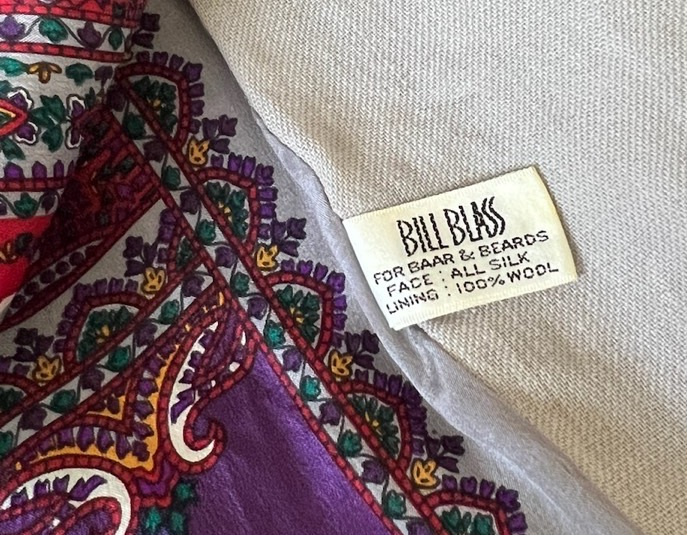 BILL BLASS
FOR BAAR & BEARDS
FACE : ALL SILK
LINING : 100% WOOL